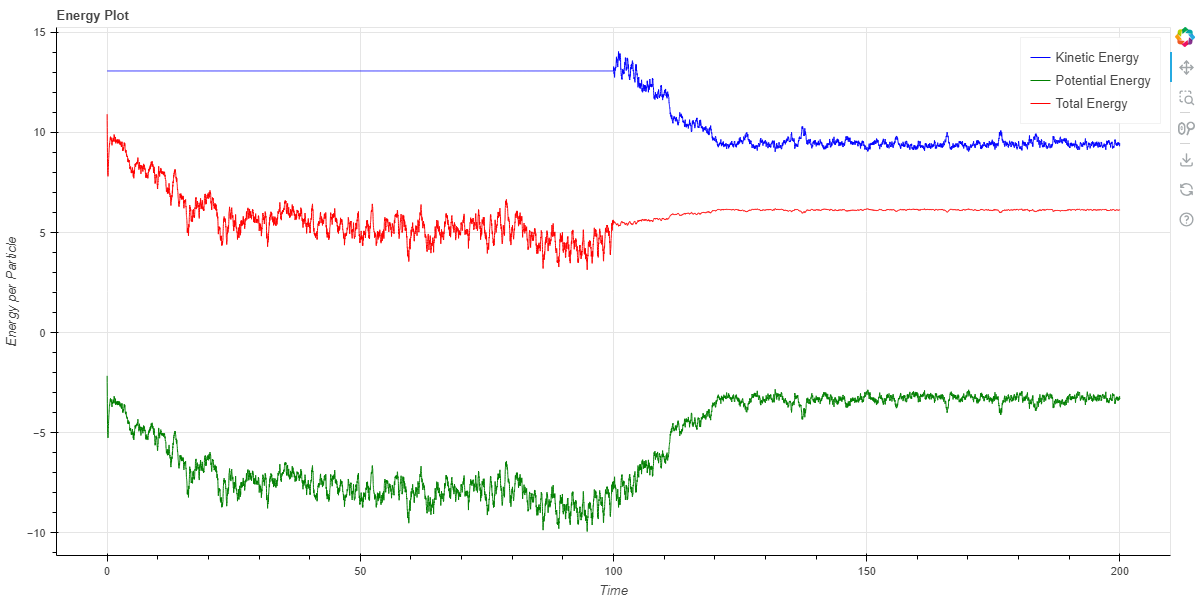 Energy Plot
15
10
5
0
−5
−10
Energy per Particle
Kinetic Energy
Potential Energy
Total Energy
0
50
100
150
200
Time